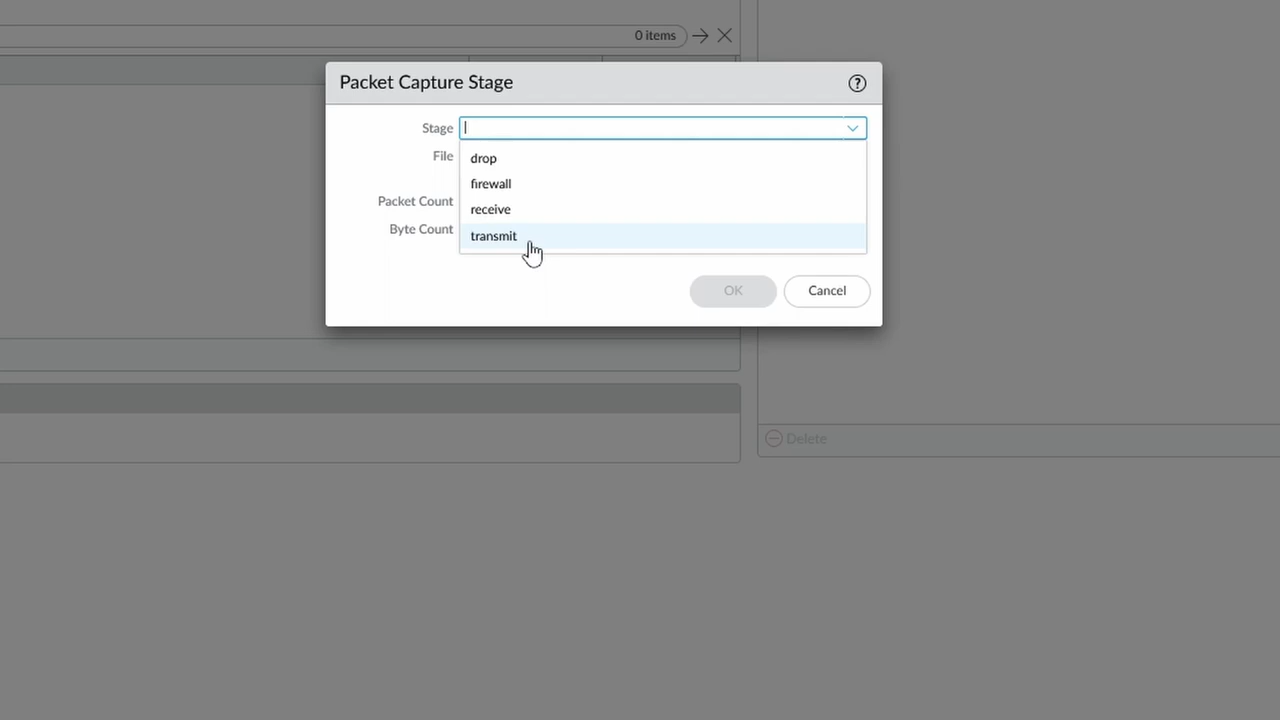 0 items
Packet Capture Stage
Stage
File
drop
firewall
Packet Count
receive
Byte Count
transmit
OK
Cancel
Delete